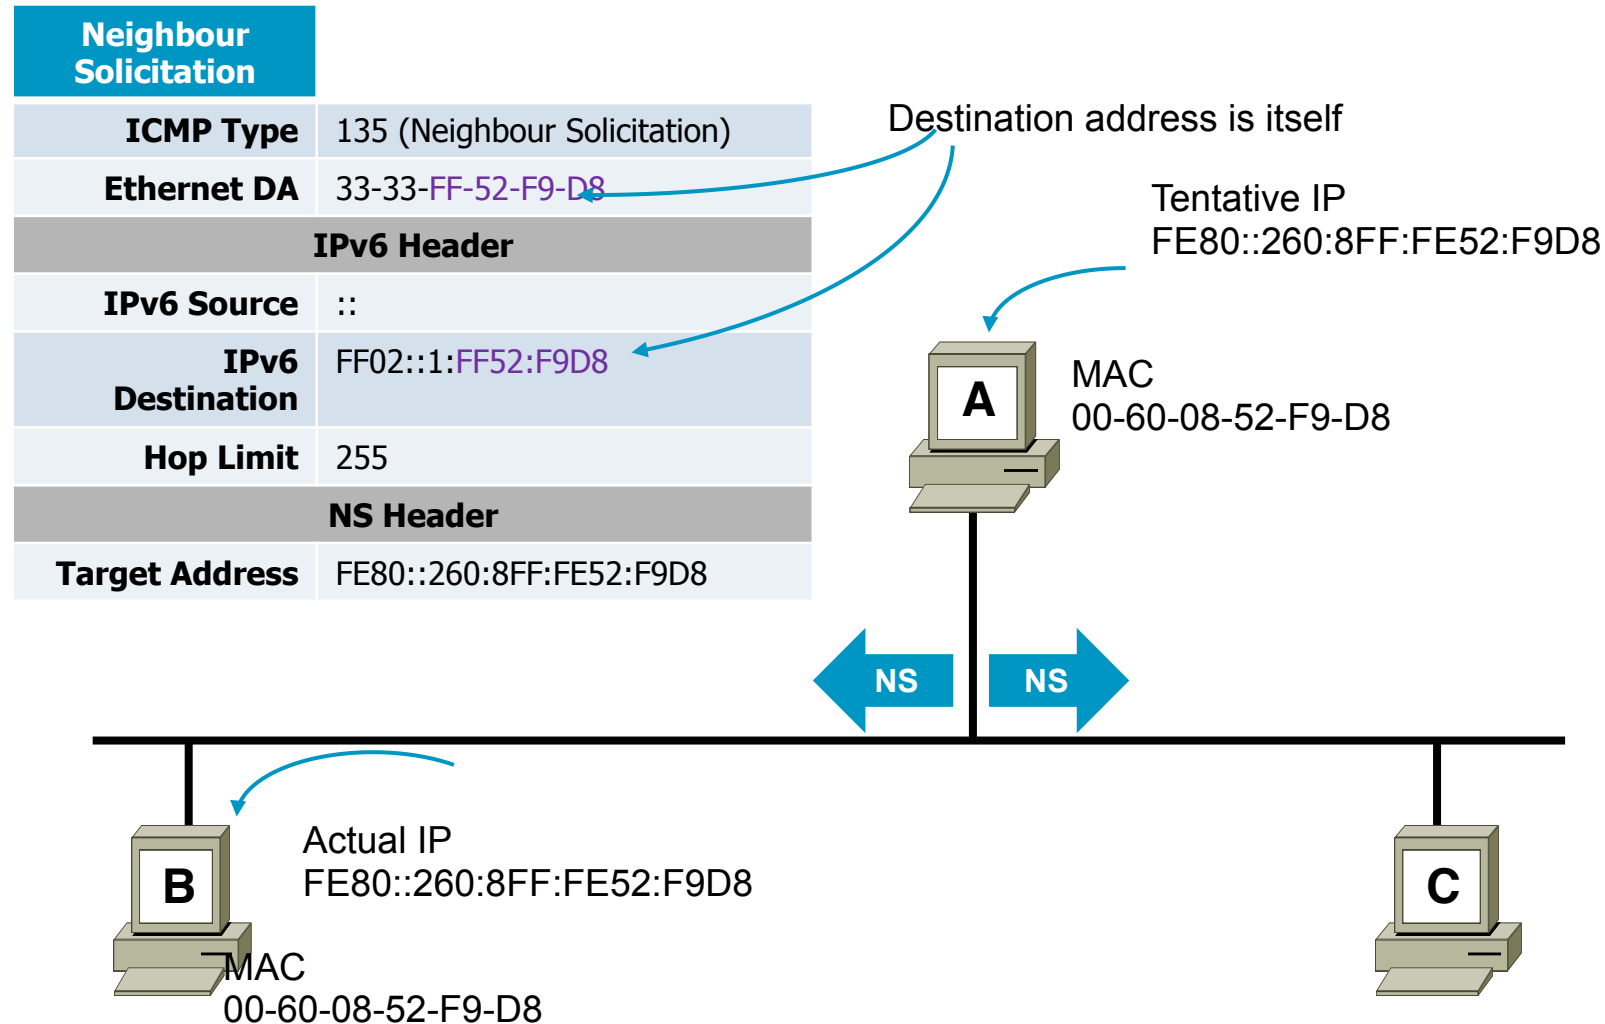 Neighbour
Solicitation
ICMP Type 135 (Neighbour Solicitation)
Ethernet DA 33-33-FF-52-F9-D8
IPv6 Header
IPv6 Source ::
IPv6 FF02::1:FF52:F9D8
Destination
Hop Limit 255
NS Header
Target Address FE80::260:8FF:FE52:F9D8
Destination address is itself
Tentative IP
FE80::260:8FF:FE52:F9D8
A
MAC
00-60-08-52-F9-D8
NS NS
B
Actual IP
FE80::260:8FF:FE52:F9D8
MAC
00-60-08-52-F9-D8
C